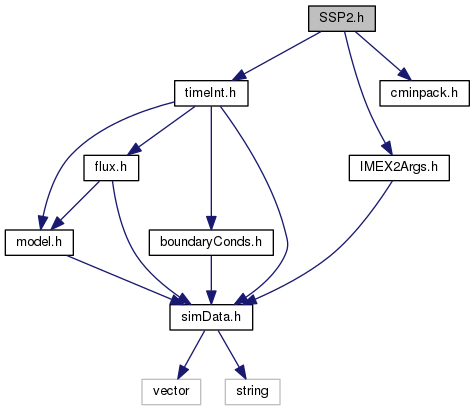 SSP2.h
timeInt.h
cminpack.h
flux.h
IMEX2Args.h
model.h
boundaryConds.h
simData.h
vector
string